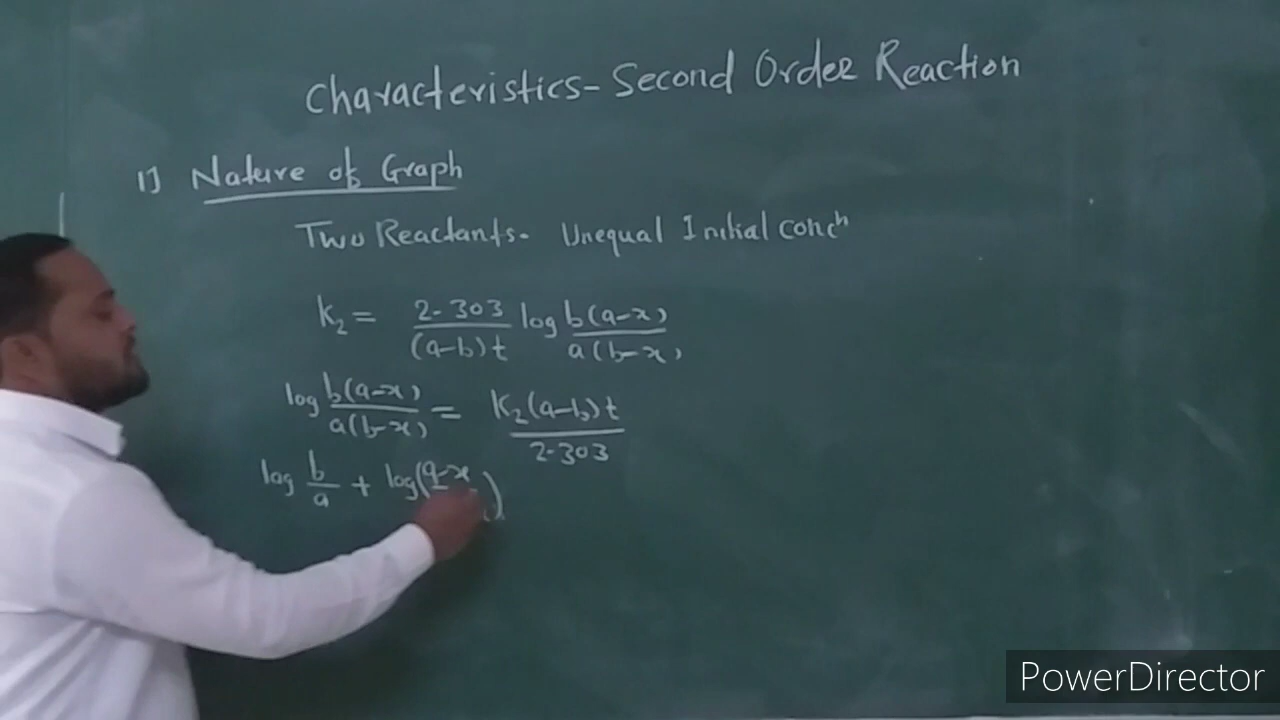 Characteristics- Second Order Reaction
1) Nature of Graph
Two Reactants- Unequal Initial concn
K₂ = 2.303/(a-b)t log b(a-x)/a(b-x)
log b(a-x)/a(b-x) = K₂(a-b)t/2.303
log b/a + log(a-x)
PowerDirector